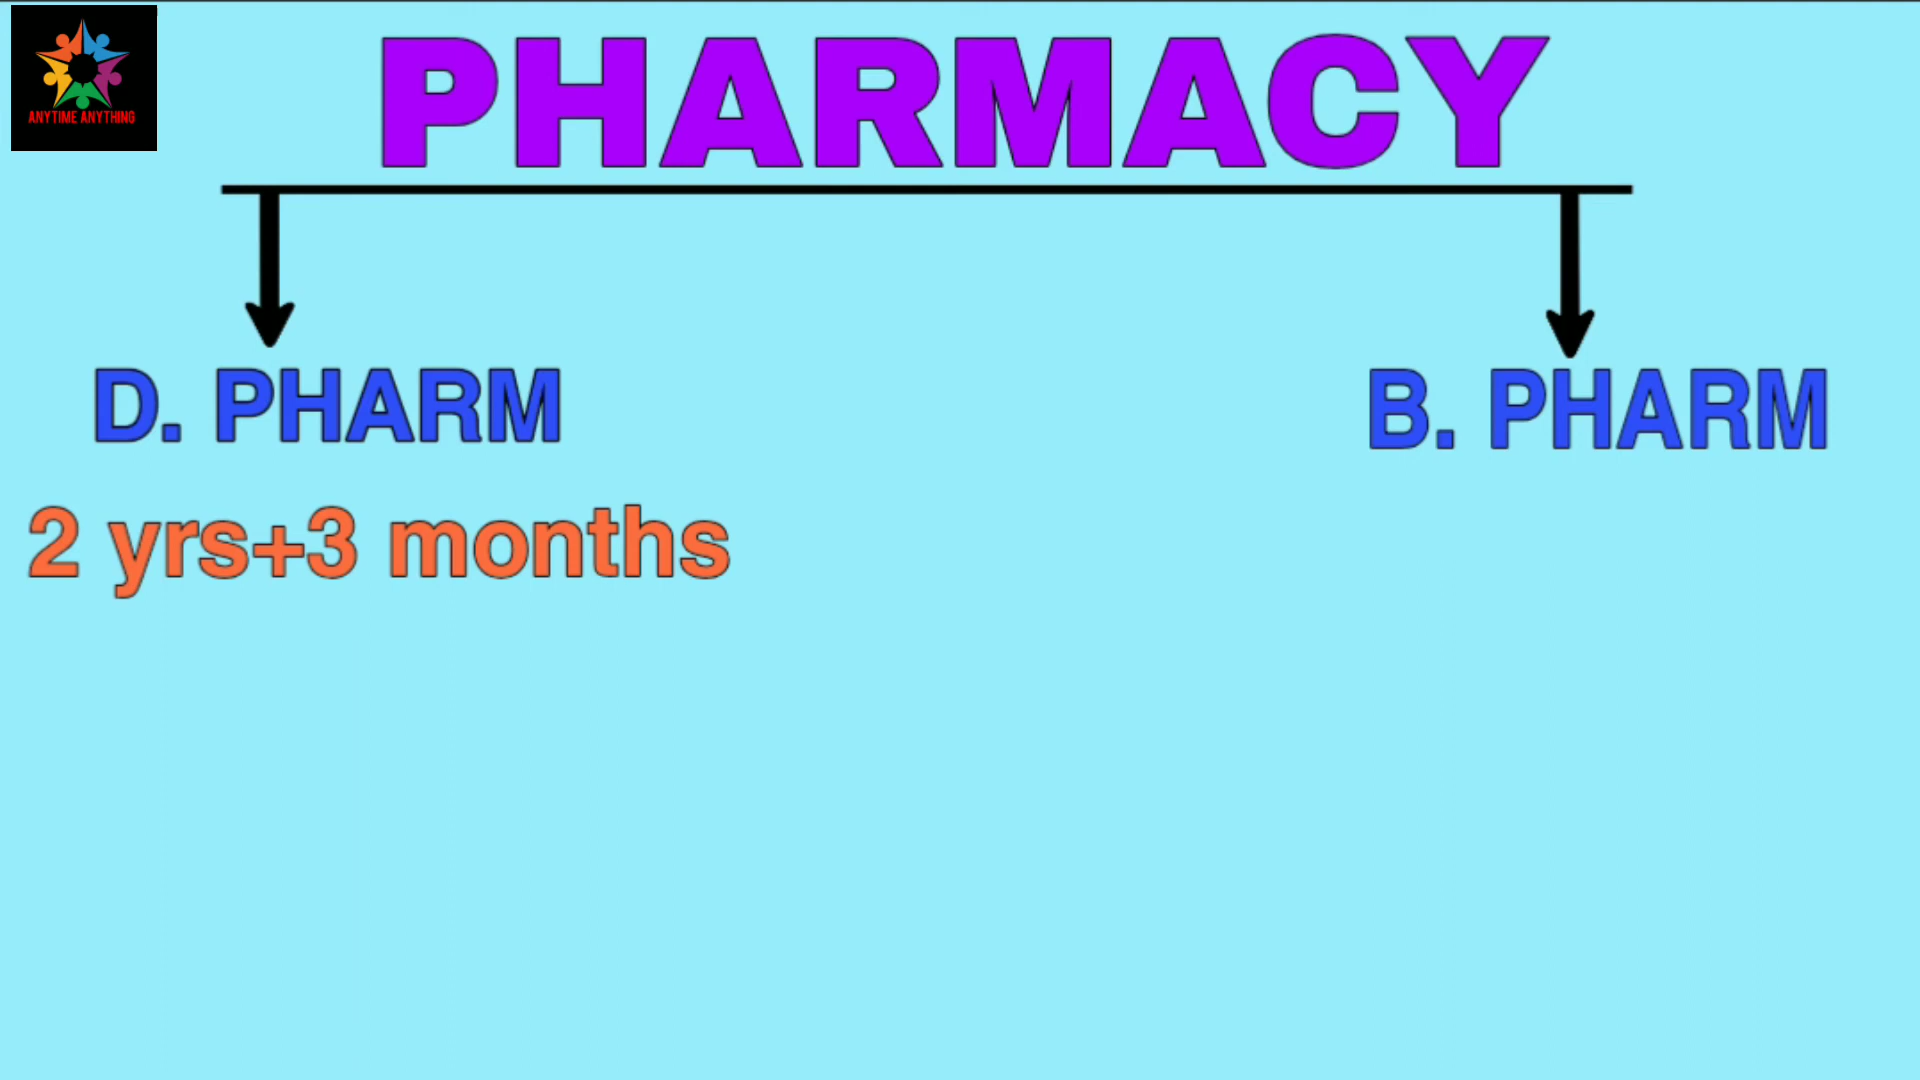 ANYTIME ANYTHING
PHARMACY
D. PHARM
B. PHARM
2 yrs+3 months